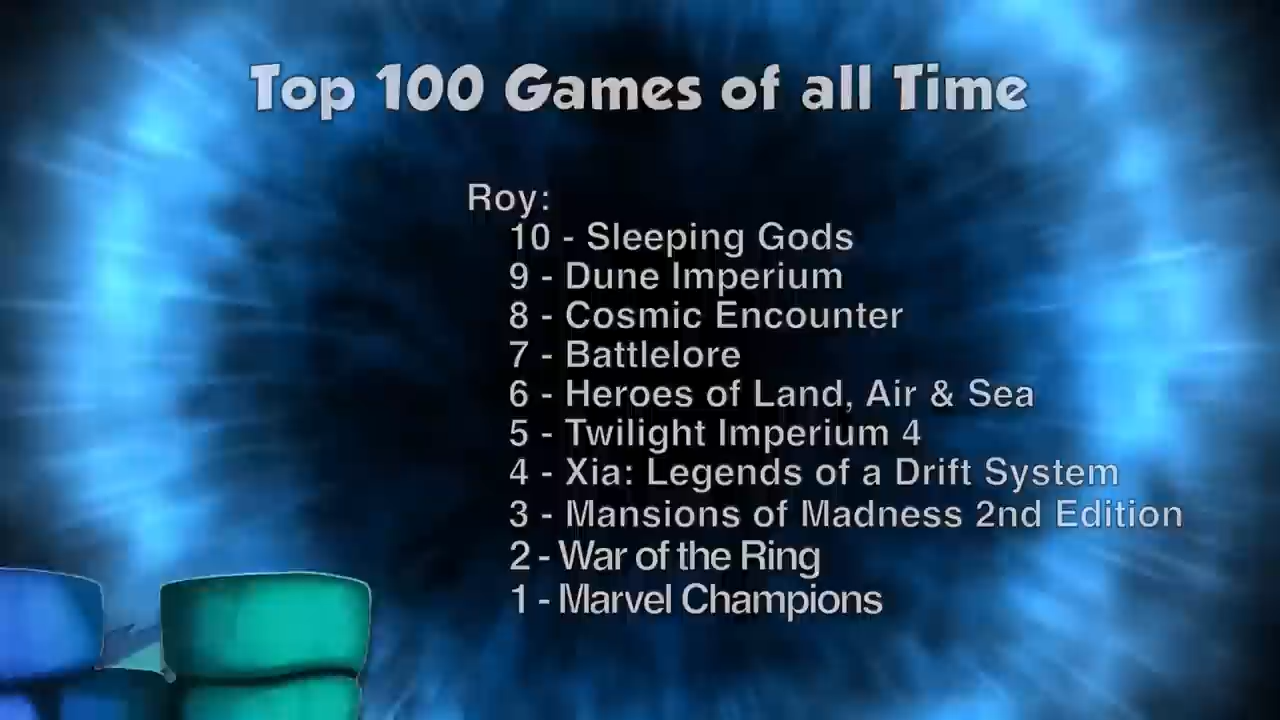 Top 100 Games of all Time
Roy:
10 - Sleeping Gods
9 - Dune Imperium
8 - Cosmic Encounter
7 - Battlelore
6 - Heroes of Land, Air & Sea
5 - Twilight Imperium 4
4 - Xia: Legends of a Drift System
3 - Mansions of Madness 2nd Edition
2 - War of the Ring
1 - Marvel Champions